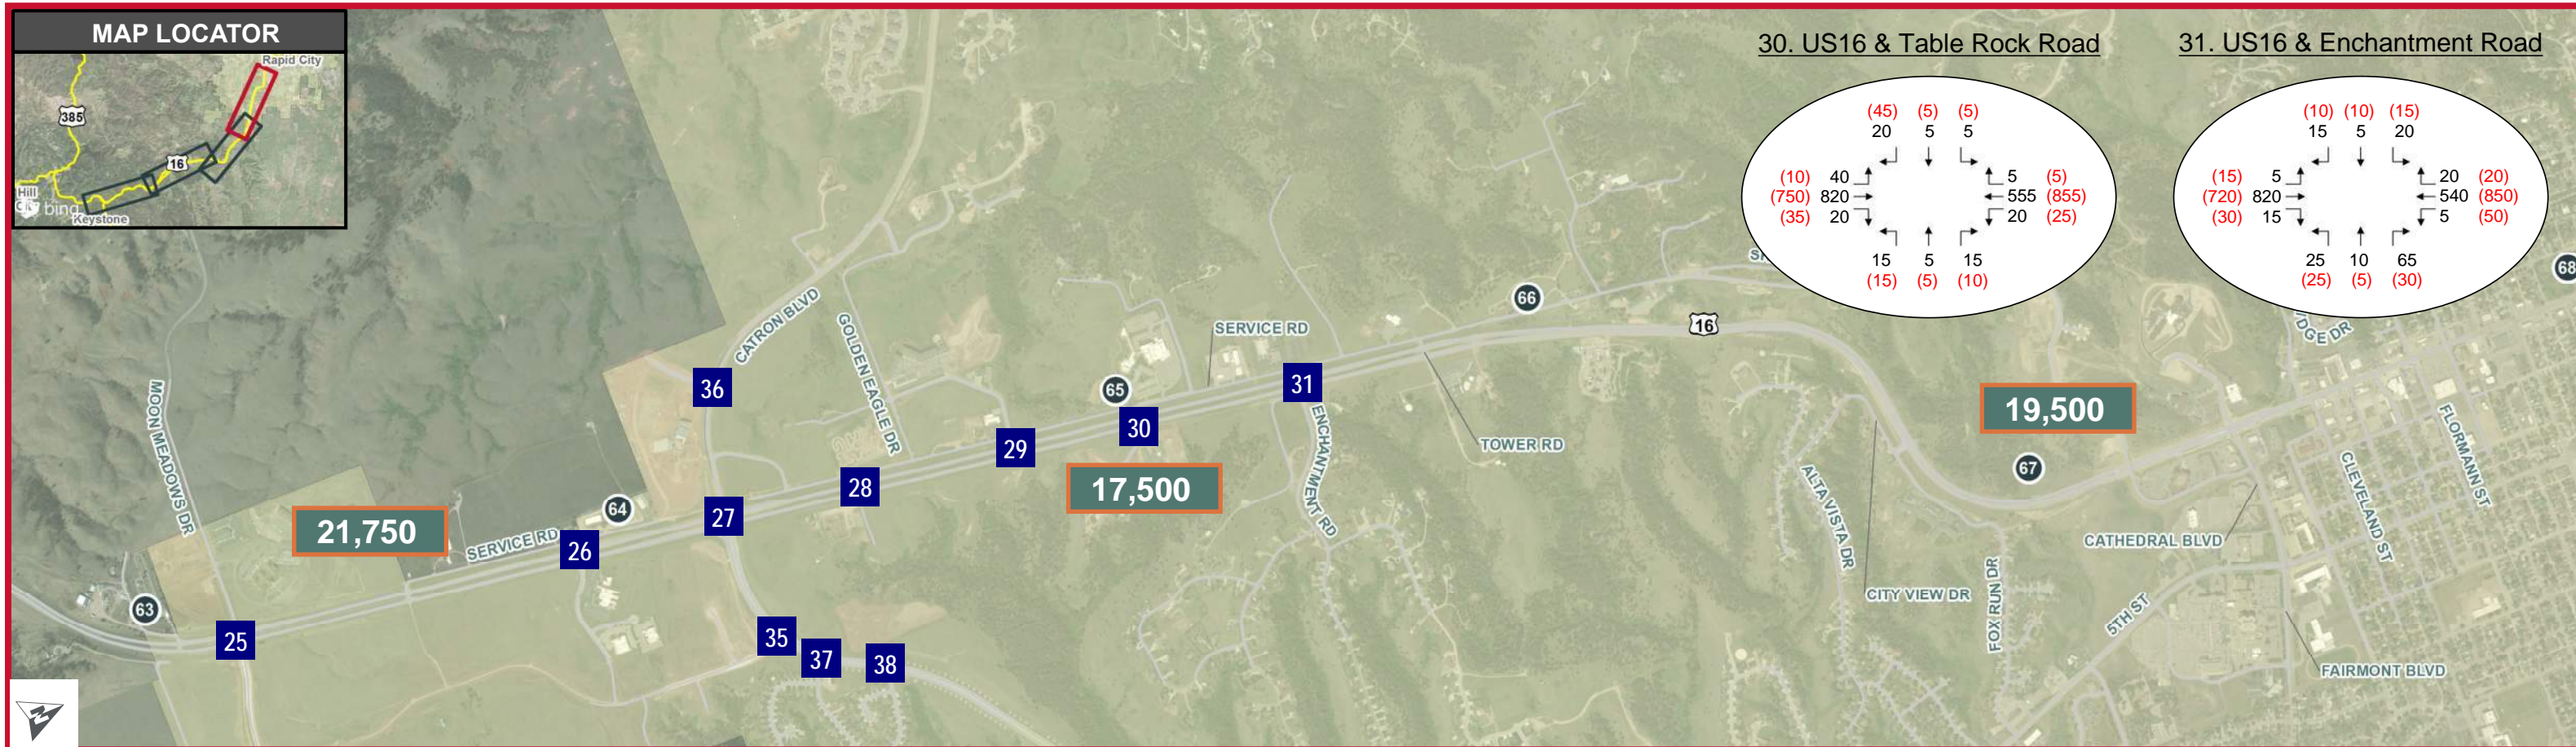 MAP LOCATOR
Rapid City
385
16
Hill
bing
Keystone
30. US16 & Table Rock Road
(45) (5) (5)
20 5 5
(10) 40
(750) 820
(35) 20
5 (5)
555 (855)
20 (25)
15 5 15
(15) (5) (10)
31. US16 & Enchantment Road
(10) (10) (15)
15 5 20
(15) 5
(720) 820
(30) 15
20 (20)
540 (850)
5 (50)
25 10 65
(25) (5) (30)
68
66
16
SERVICE RD
CATRON BLVD
GOLDEN EAGLE DR
MOON MEADOWS DR
36
65
31
30
29
28
27
26
25
64
63
SERVICE RD
21,750
17,500
19,500
67
ENCHANTMENT RD
TOWER RD
ALTA VISTA DR
CITY VIEW DR
FOX RUN DR
CATHEDRAL BLVD
5TH ST
CLEVELAND ST
FLORMANN ST
FAIRMONT BLVD
35
37
38
N